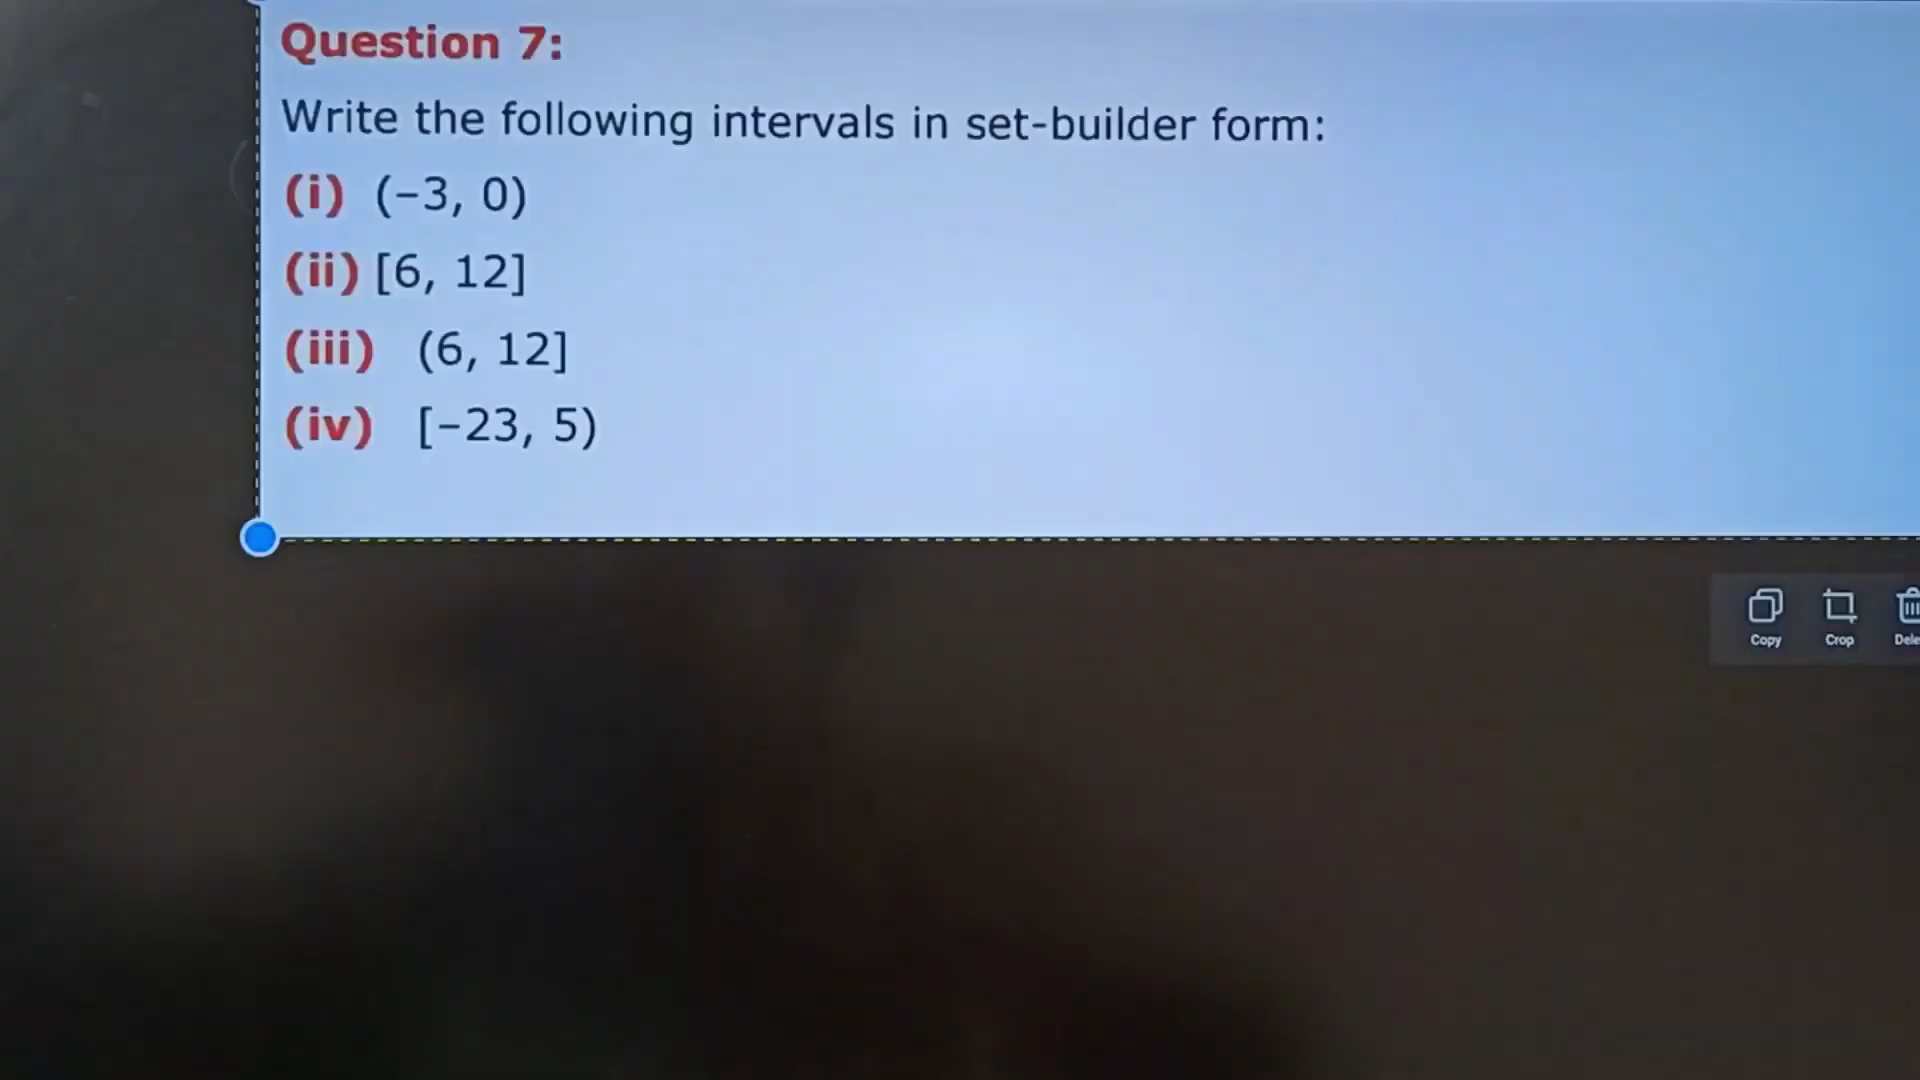 Question 7:
Write the following intervals in set-builder form:
(i) (–3, 0)
(ii) [6, 12]
(iii) (6, 12]
(iv) [–23, 5)
Copy Crop